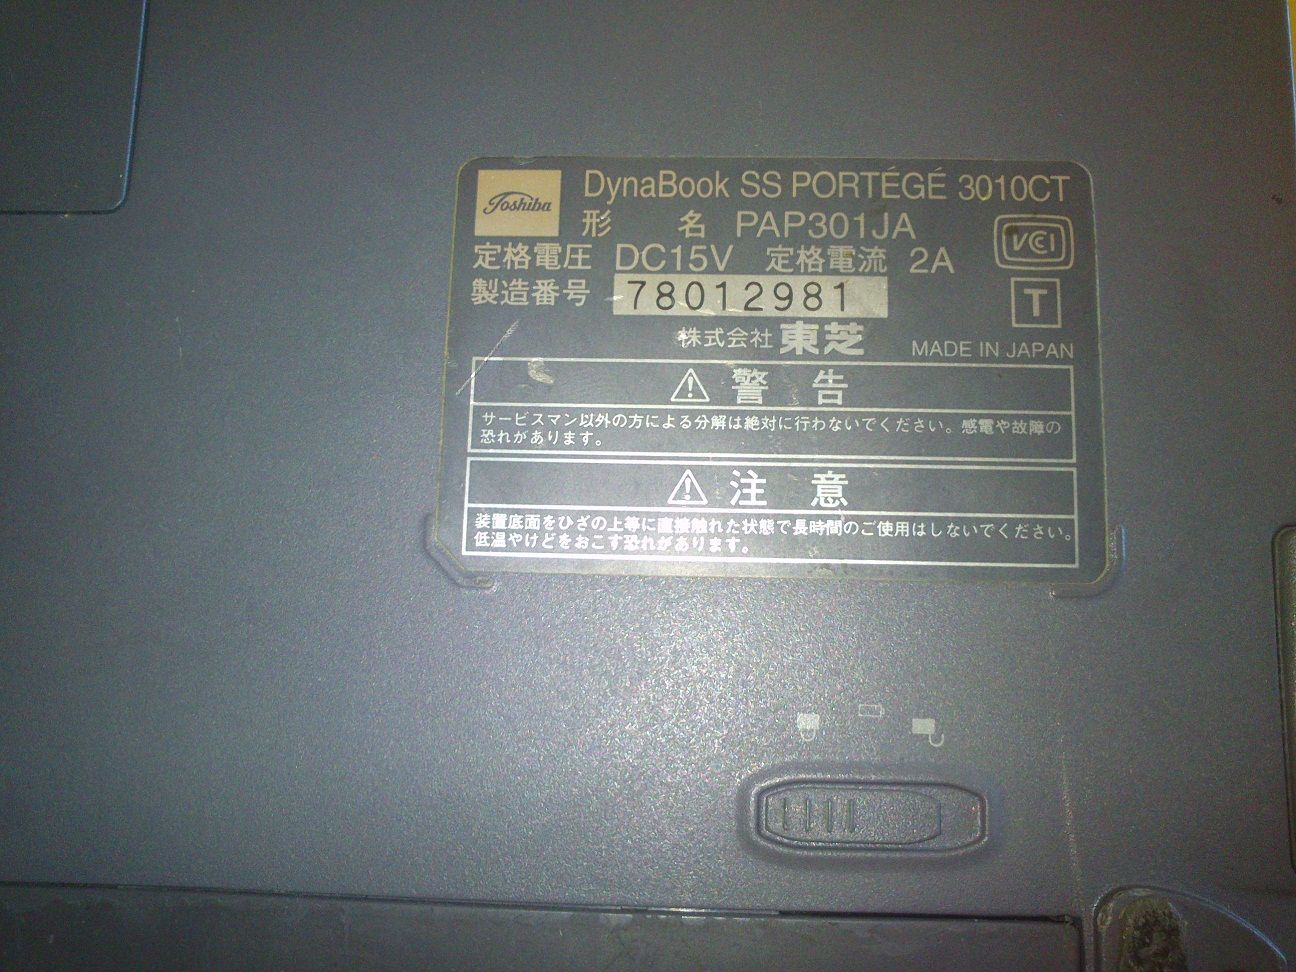 Toshiba
DynaBook SS PORTÉGÉ 3010CT
形 名 PAP301JA
VCI
定格電圧 DC15V 定格電流 2A
製造番号 78012981
T
株式会社 東芝 MADE IN JAPAN
警 告
サービスマン以外の方による分解は絶対に行わないでください。感電や故障の
恐れがあります。
注 意
装置底面をひざの上等に直接触れた状態で長時間のご使用はしないでください。
低温やけどをおこす恐れがあります。